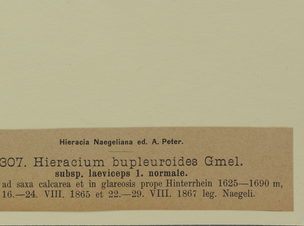 Hieracia Naegeliana ed. A. Peter.
307. Hieracium bupleuroides Gmel.
subsp. laeviceps 1. normale.
ad saxa calcarea et in glareosis prope Hinterrhein 1625—1690 m,
16.—24. VIII. 1865 et 22.—29. VIII. 1867 leg. Naegeli.